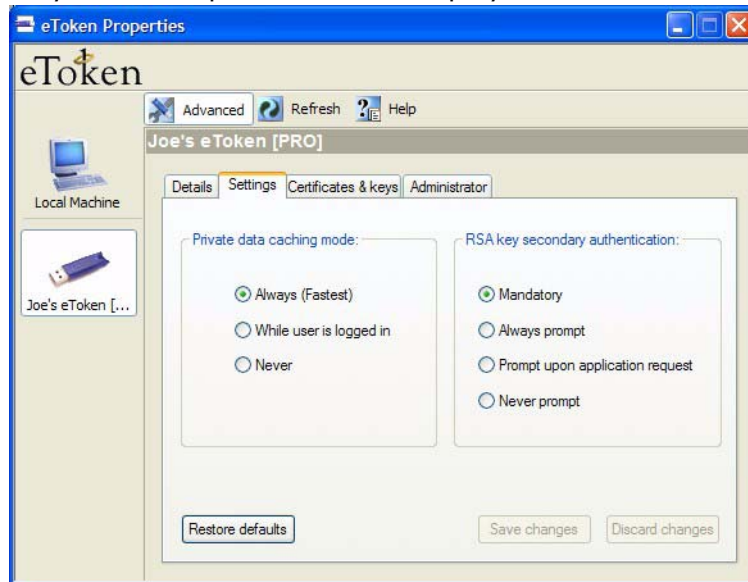 eToken Properties
eToken
Advanced Refresh Help
Joe's eToken [PRO]
Local Machine
Joe's eToken [...
Details Settings Certificates & keys Administrator
Private data caching mode:
Always (Fastest)
While user is logged in
Never
RSA key secondary authentication:
Mandatory
Always prompt
Prompt upon application request
Never prompt
Restore defaults Save changes Discard changes